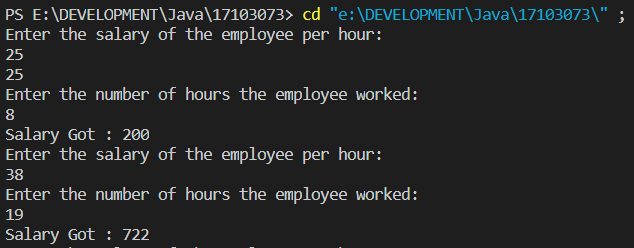 PS E:\DEVELOPMENT\Java\17103073> cd "e:\DEVELOPMENT\Java\17103073\" ;
Enter the salary of the employee per hour:
25
25
Enter the number of hours the employee worked:
8
Salary Got : 200
Enter the salary of the employee per hour:
38
Enter the number of hours the employee worked:
19
Salary Got : 722